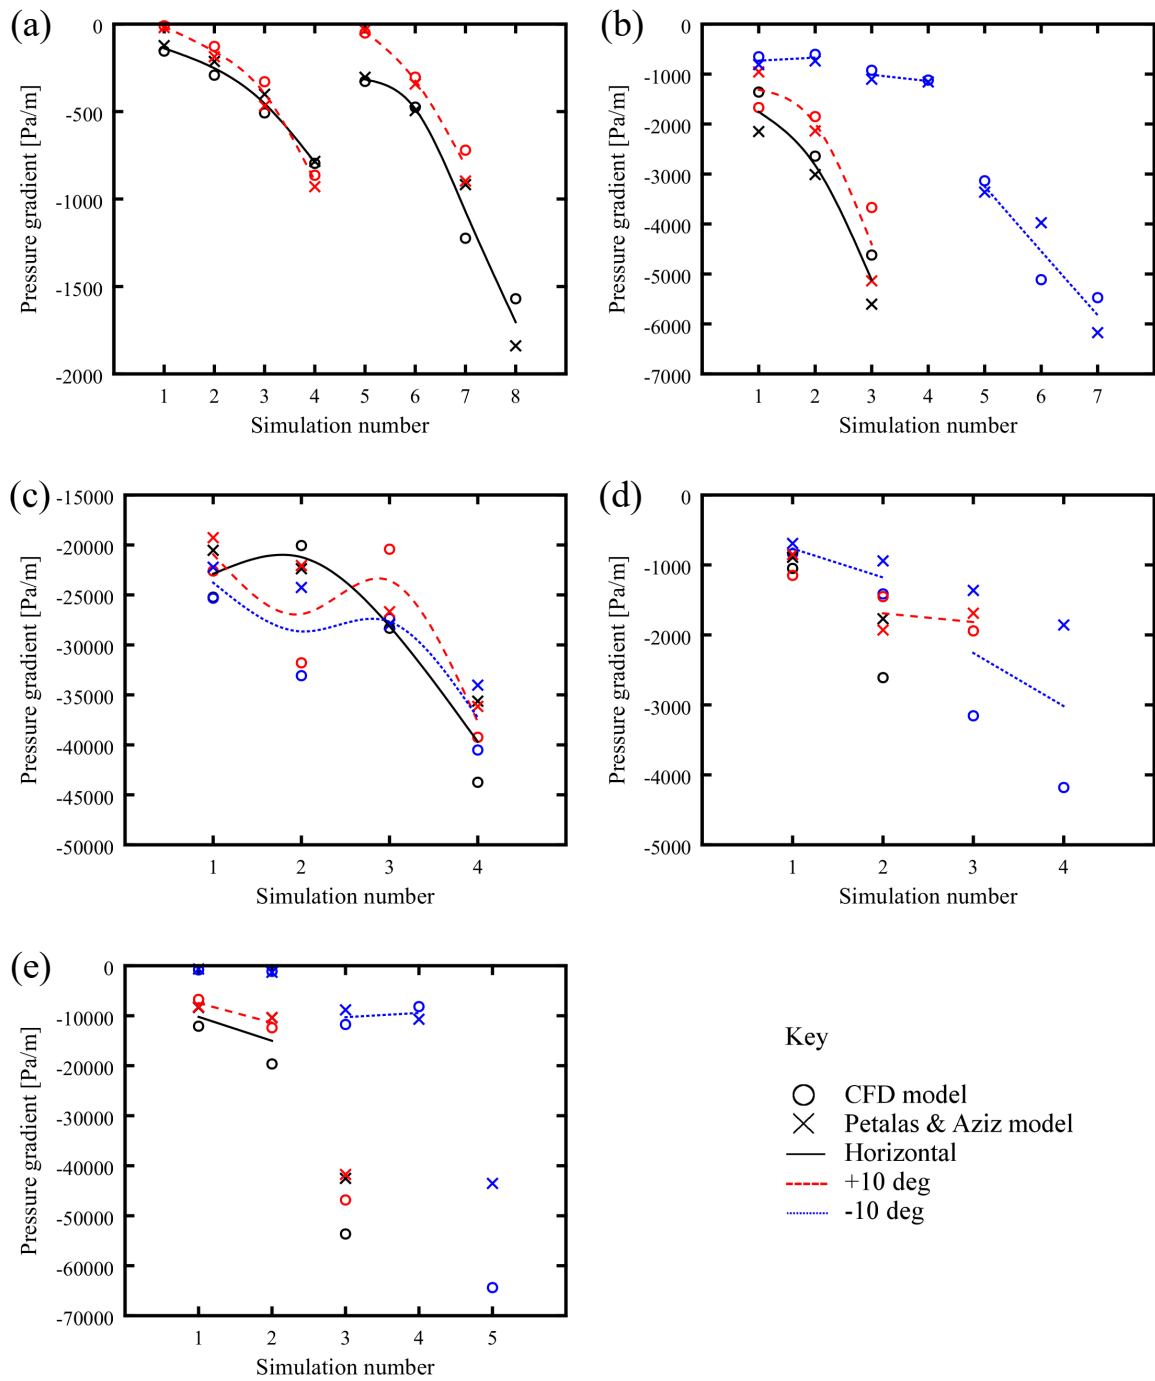 (a)
0
-500
-1000
-1500
-2000
Pressure gradient [Pa/m]
1 2 3 4 5 6 7 8
Simulation number
(b)
0
-1000
-2000
-3000
-4000
-5000
-6000
-7000
Pressure gradient [Pa/m]
1 2 3 4 5 6 7
Simulation number
(c)
-15000
-20000
-25000
-30000
-35000
-40000
-45000
-50000
Pressure gradient [Pa/m]
1 2 3 4
Simulation number
(d)
0
-1000
-2000
-3000
-4000
-5000
Pressure gradient [Pa/m]
1 2 3 4
Simulation number
(e)
0
-10000
-20000
-30000
-40000
-50000
-60000
-70000
Pressure gradient [Pa/m]
1 2 3 4 5
Simulation number
Key
CFD model
Petalas & Aziz model
Horizontal
+10 deg
-10 deg